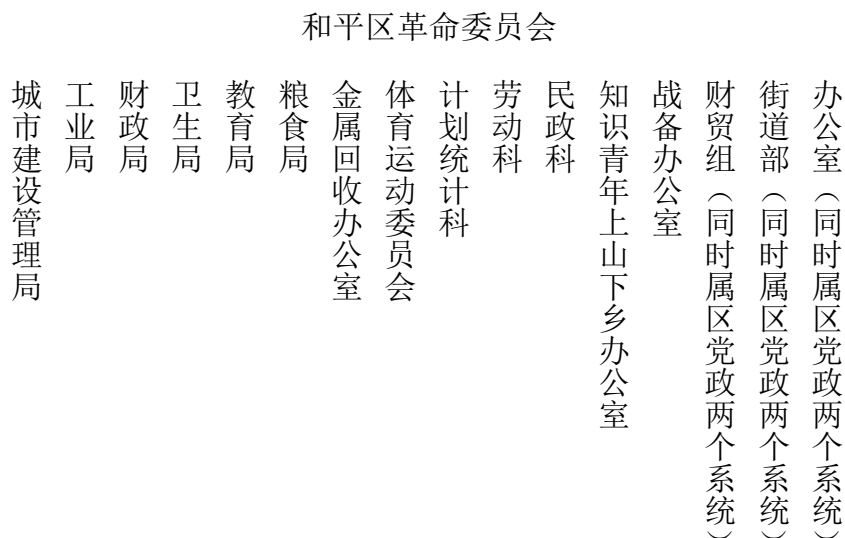 和平区革命委员会
办公室（同时属区党政两个系统）
街道部（同时属区党政两个系统）
财贸组（同时属区党政两个系统）
战备办公室
知识青年上山下乡办公室
民政科
劳动科
计划统计科
体育运动委员会
金属回收办公室
粮食局
教育局
卫生局
财政局
工业局
城市建设管理局